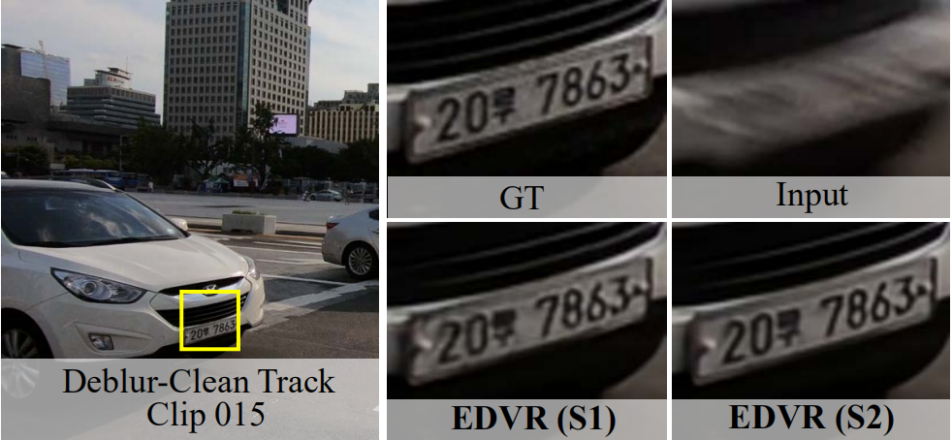 20루 7863
Deblur-Clean Track
Clip 015
20루 7863
GT
Input
20루 7863
EDVR (S1)
20루 7863
EDVR (S2)